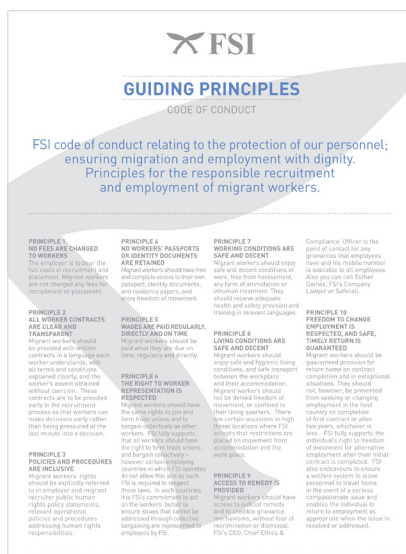 FSI
GUIDING PRINCIPLES
CODE OF CONDUCT
FSI code of conduct relating to the protection of our personnel;
ensuring migration and employment with dignity.
Principles for the responsible recruitment
and employment of migrant workers.
PRINCIPLE 1
NO FEES ARE CHARGED
TO WORKERS
The employer is to bear the
full costs of recruitment and
placement. Migrant workers
are not charged any fees for
recruitment or placement.
PRINCIPLE 2
ALL WORKER CONTRACTS
ARE CLEAR AND
TRANSPARENT
Migrant workers should
be provided with written
contracts in a language each
worker understands, with
all terms and conditions
explained clearly, and the
worker's assent obtained
without coercion. These
contracts are to be provided
early in the recruitment
process so that workers can
make decisions early rather
than being pressured at the
last minute into a decision.
PRINCIPLE 3
POLICIES AND PROCEDURES
ARE INCLUSIVE
Migrant workers' rights
should be explicitly referred
to in employer and migrant
recruiter public human
rights policy statements,
relevant operational
policies and procedures
addressing human rights
responsibilities.
PRINCIPLE 4
NO WORKERS' PASSPORTS
OR IDENTITY DOCUMENTS
ARE RETAINED
Migrant workers should have free
and complete access to their own
passport, identity documents,
and residency papers, and
enjoy freedom of movement.
PRINCIPLE 5
WAGES ARE PAID REGULARLY,
DIRECTLY AND ON TIME
Migrant workers should be
paid what they are due on
time, regularly and directly.
PRINCIPLE 6
THE RIGHT TO WORKER
REPRESENTATION IS
RESPECTED
Migrant workers should have
the same rights to join and
form trade unions and to
bargain collectively as other
workers. FSI fully supports
that all workers should have
the right to form trade unions
and bargain collectively –
however certain employing
countries in which FSI operates
do not allow this and as such
FSI is required to respect
those laws. In such countries
it is FSI's commitment to act
on the workers' behalf to
ensure issues that cannot be
addressed through collective
bargaining are represented to
employers by FSI.
PRINCIPLE 7
WORKING CONDITIONS ARE
SAFE AND DECENT
Migrant workers should enjoy
safe and decent conditions of
work, free from harassment,
any form of intimidation or
inhuman treatment. They
should receive adequate
health and safety provision and
training in relevant languages.
PRINCIPLE 8
LIVING CONDITIONS ARE
SAFE AND DECENT
Migrant workers should
enjoy safe and hygienic living
conditions, and safe transport
between the workplace
and their accommodation.
Migrant workers should
not be denied freedom of
movement, or confined to
their living quarters. There
are certain occasions in high
threat locations where FSI
accepts that restrictions are
placed on movement from
accommodation and the
work place.
PRINCIPLE 9
ACCESS TO REMEDY IS
PROVIDED
Migrant workers should have
access to judicial remedy
and to credible grievance
mechanisms, without fear of
recrimination or dismissal.
FSI's CEO, Chief Ethics &
Compliance Officer is the
point of contact for any
grievances that employees
have and his mobile number
is available to all employees.
Also you can call Esther
Daines, FSI's Company
Lawyer or Safecall.
PRINCIPLE 10
FREEDOM TO CHANGE
EMPLOYMENT IS
RESPECTED, AND SAFE,
TIMELY RETURN IS
GUARANTEED
Migrant workers should be
guaranteed provision for
return home on contract
completion and in exceptional
situations. They should
not, however, be prevented
from seeking or changing
employment in the host
country on completion
of first contract or after
two years, whichever is
less. FSI fully supports the
individual's right to freedom
of movement for alternative
employment after their initial
contract is completed. FSI
also endeavours to ensure
a welfare system to allow
personnel to travel home
in the event of a serious
compassionate issue and
enables the individual to
return to employment as
appropriate when the issue in
resolved or addressed.